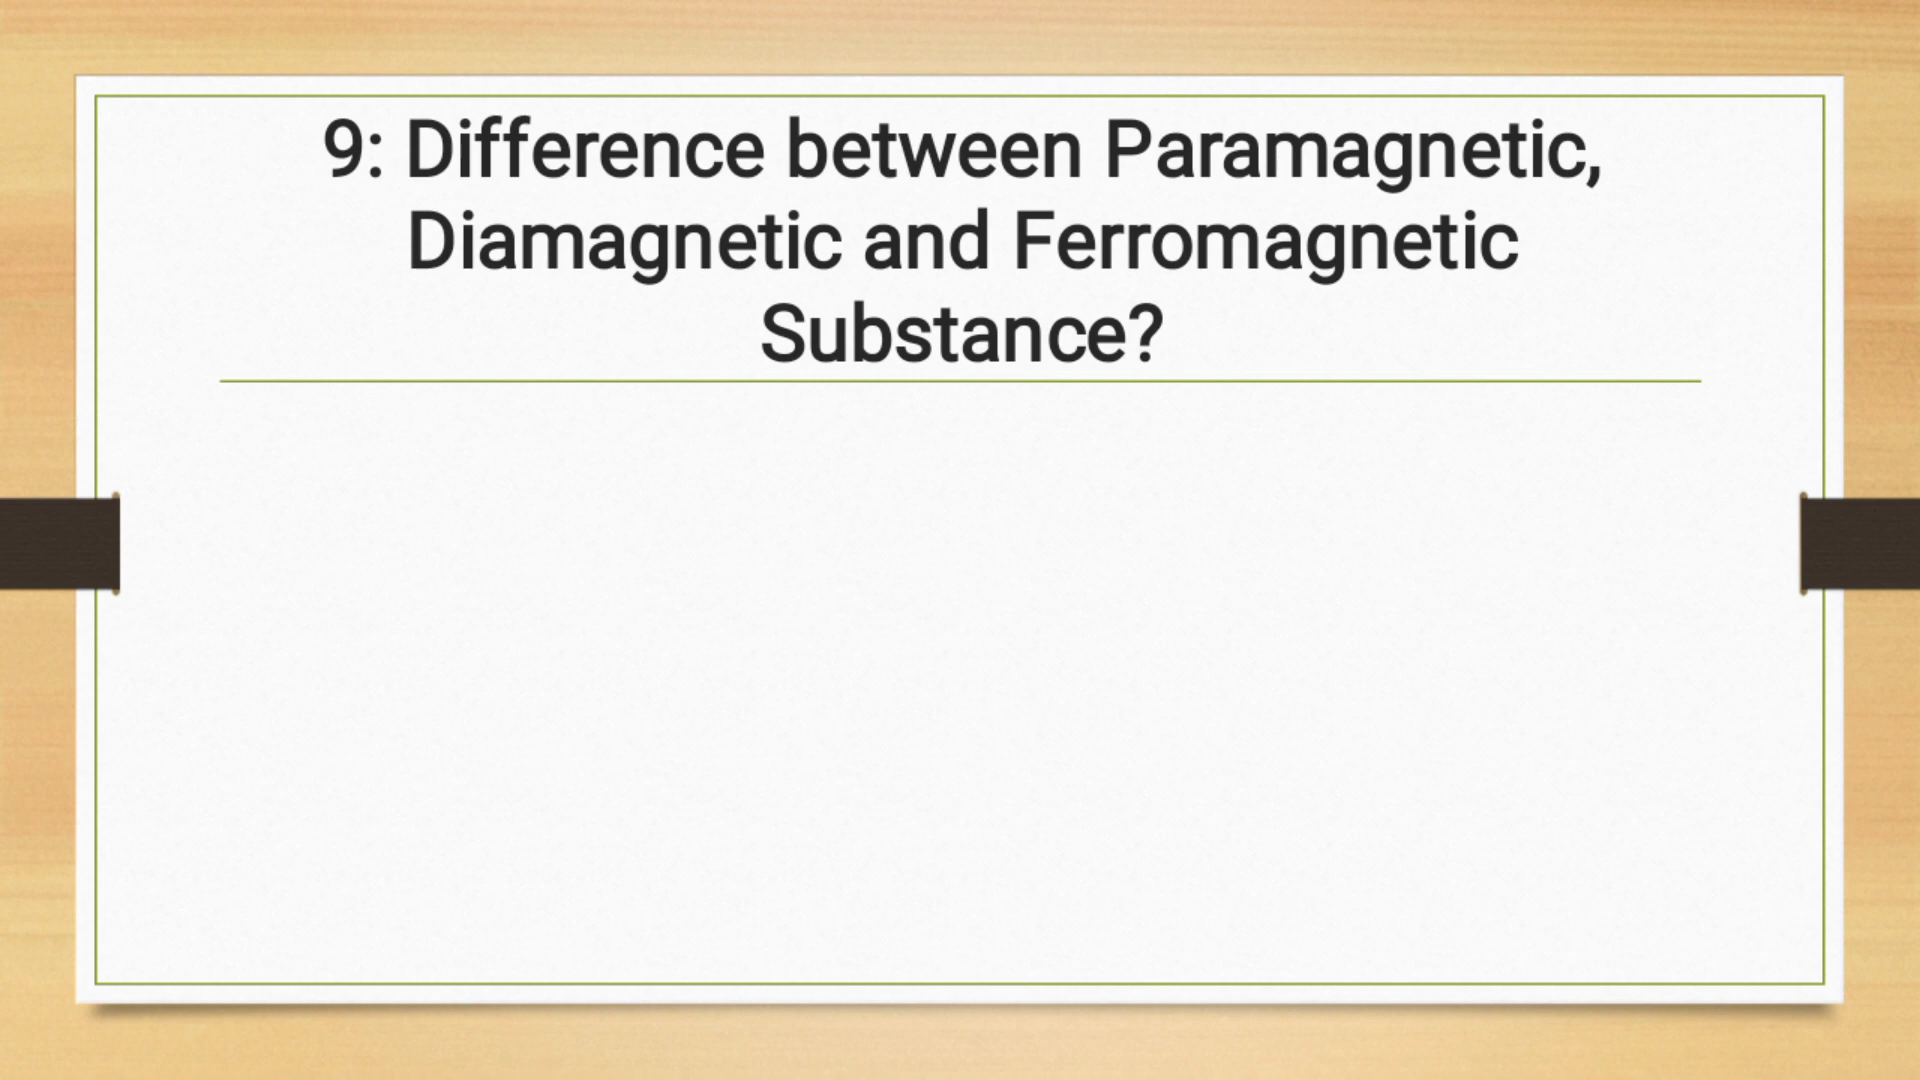 9: Difference between Paramagnetic,
Diamagnetic and Ferromagnetic
Substance?